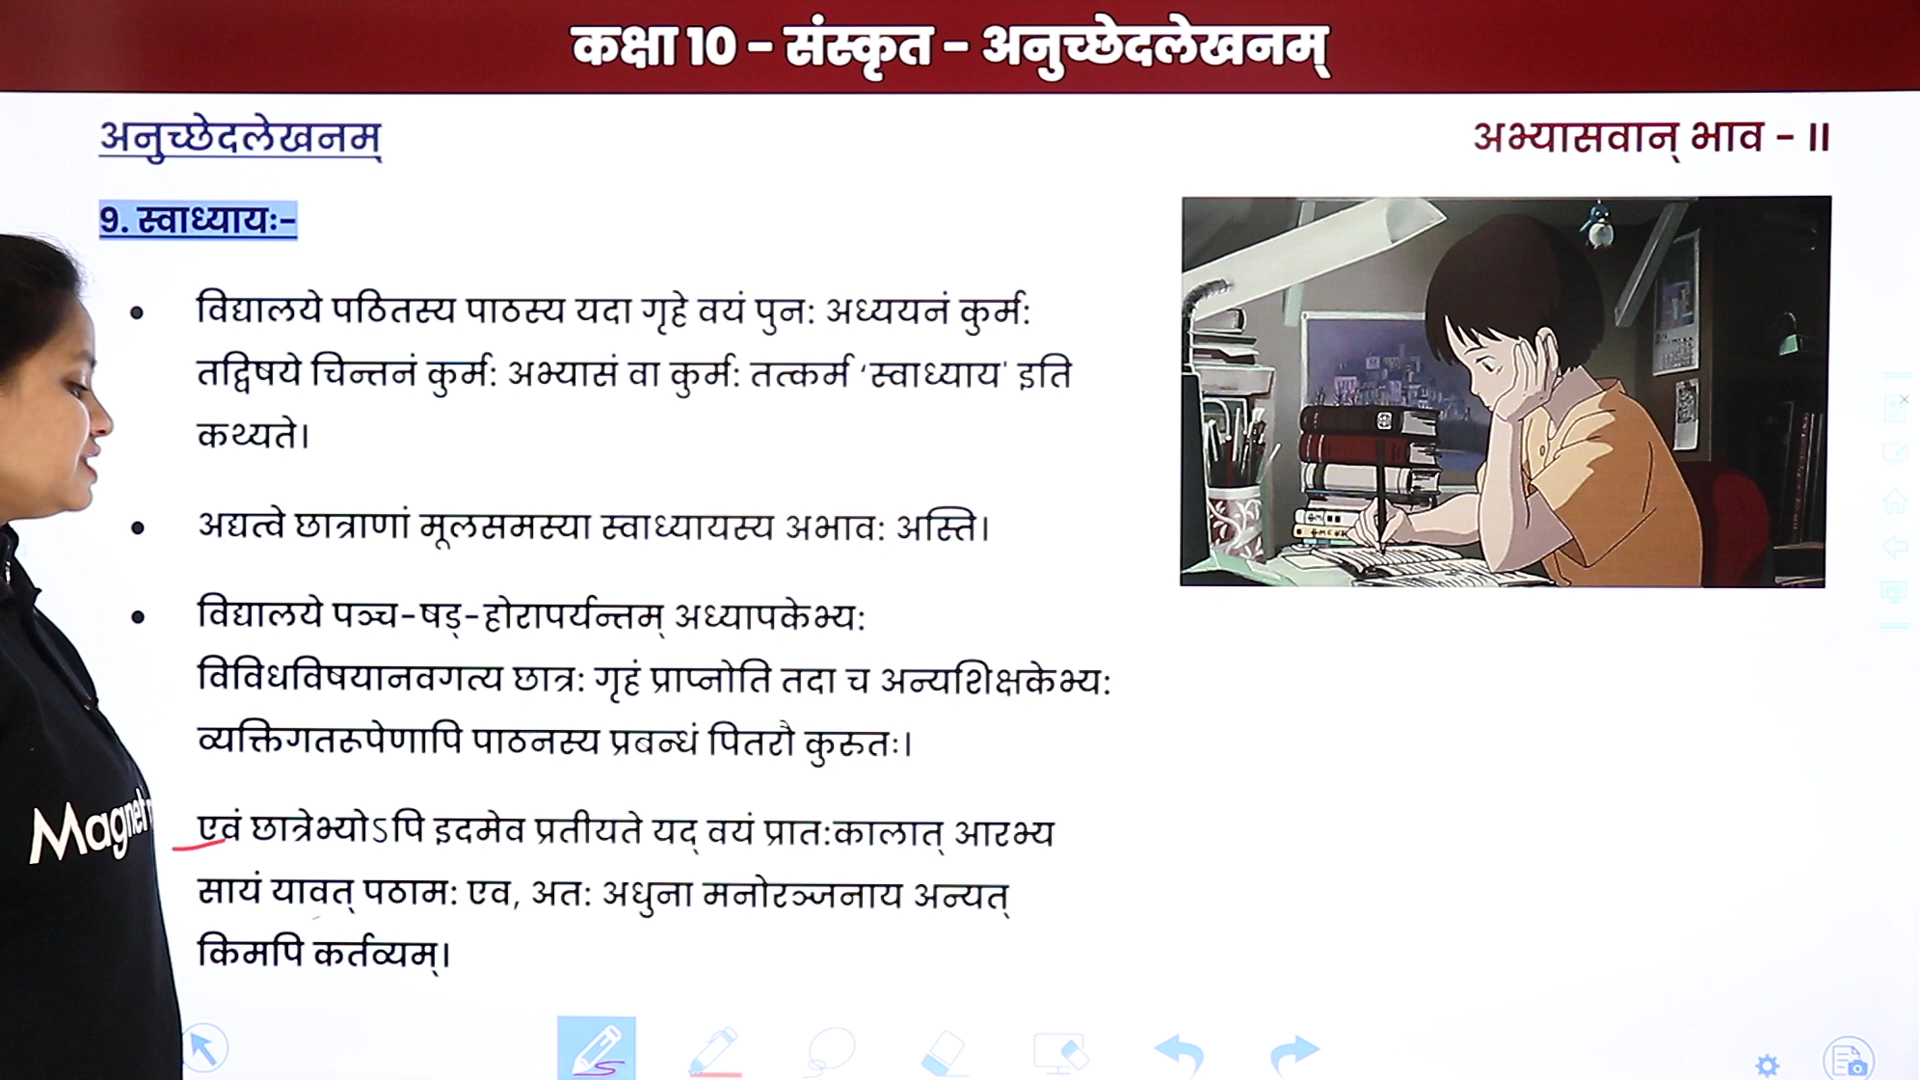 कक्षा 10 - संस्कृत - अनुच्छेदलेखनम्
अनुच्छेदलेखनम्
अभ्यासवान् भाव - II
9. स्वाध्यायः-
विद्यालये पठितस्य पाठस्य यदा गृहे वयं पुन: अध्ययनं कुर्म:
तद्विषये चिन्तनं कुर्म: अभ्यासं वा कुर्म: तत्कर्म ‘स्वाध्याय' इति
कथ्यते।
अद्यत्वे छात्राणां मूलसमस्या स्वाध्यायस्य अभाव: अस्ति।
विद्यालये पञ्च-षड्-होरापर्यन्तम् अध्यापकेभ्य:
विविधविषयानवगत्य छात्र: गृहं प्राप्नोति तदा च अन्यशिक्षकेभ्य:
व्यक्तिगतरूपेणापि पाठनस्य प्रबन्धं पितरौ कुरुतः।
एवं छात्रेभ्योऽपि इदमेव प्रतीयते यद् वयं प्रात:कालात् आरभ्य
सायं यावत् पठाम: एव, अत: अधुना मनोरञ्जनाय अन्यत्
किमपि कर्तव्यम्।
Magnet